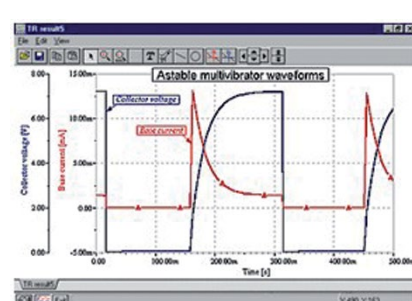 TR result5
File Edit View
T
Astable multivibrator waveforms
Collector voltage
Base current
Collector voltage [V]
Base current [mA]
8.00
6.00
4.00
2.00
0.00
15.00m
10.00m
5.00m
0.00
-5.00m
0.00 100.00m 200.00m 300.00m 400.00m 500.00m
Time [s]
TR result5